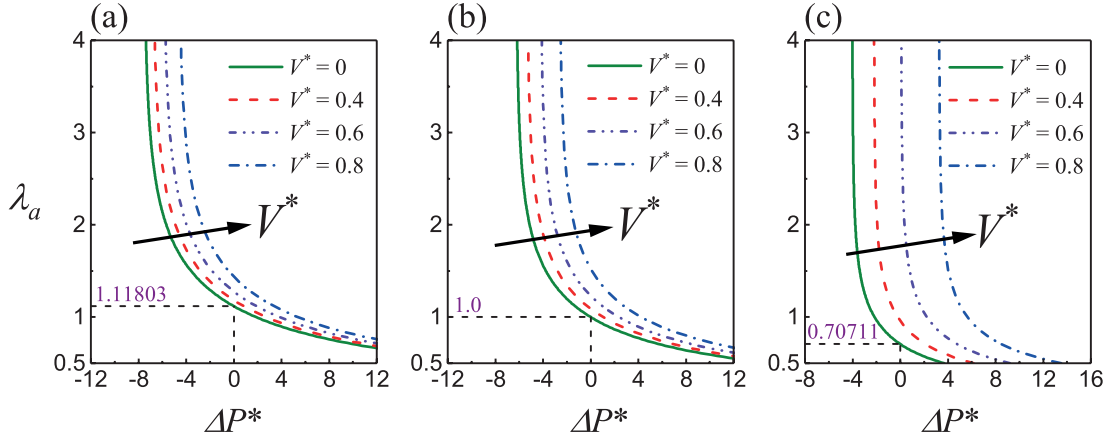 (a)
4
3
2
1
0.5
-12 -8 -4 0 4 8 12
λa
ΔP*
V* = 0
V* = 0.4
V* = 0.6
V* = 0.8
V*
1.11803
(b)
4
3
2
1
0.5
-12 -8 -4 0 4 8 12
ΔP*
V* = 0
V* = 0.4
V* = 0.6
V* = 0.8
V*
1.0
(c)
4
3
2
1
0.5
-8 -4 0 4 8 12 16
ΔP*
V* = 0
V* = 0.4
V* = 0.6
V* = 0.8
V*
0.70711